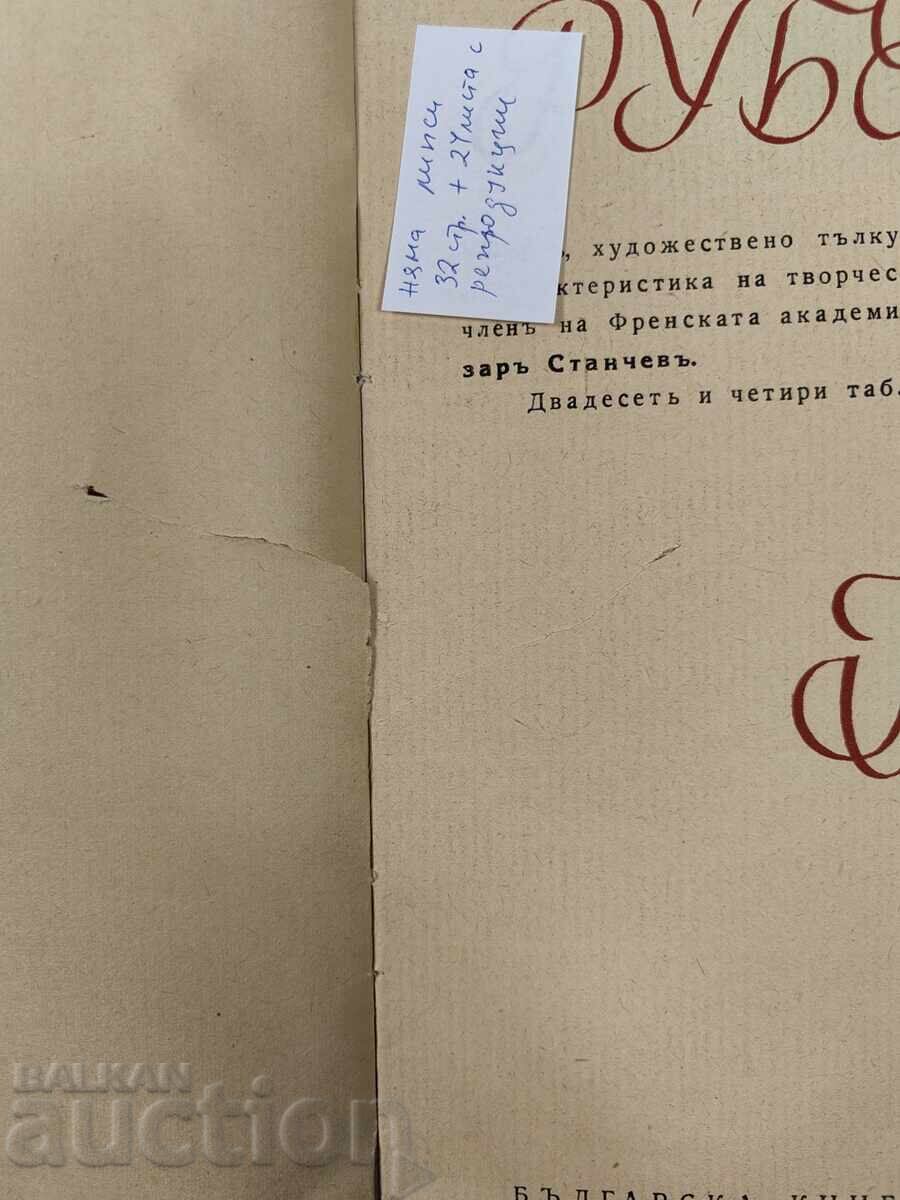 РУБЕ
няма липси
32 стр. + 24 листа с
репродукции
, художествено тълку
ктеристика на творчес
членъ на Френската академи
заръ Станчевъ.
Двадесеть и четири таб
БЪЛГАРСКА КНИГ
BALKAN
auction